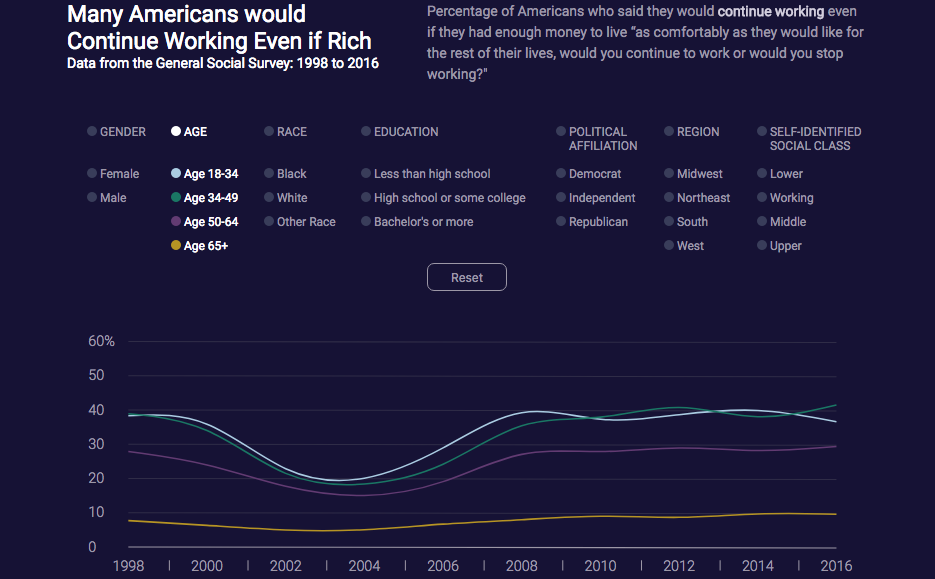 Many Americans would
Continue Working Even if Rich
Data from the General Social Survey: 1998 to 2016
Percentage of Americans who said they would continue working even
if they had enough money to live “as comfortably as they would like for
the rest of their lives, would you continue to work or would you stop
working?"
GENDER
Female
Male
AGE
Age 18-34
Age 34-49
Age 50-64
Age 65+
RACE
Black
White
Other Race
EDUCATION
Less than high school
High school or some college
Bachelor's or more
POLITICAL
AFFILIATION
Democrat
Independent
Republican
REGION
Midwest
Northeast
South
West
SELF-IDENTIFIED
SOCIAL CLASS
Lower
Working
Middle
Upper
Reset
60%
50
40
30
20
10
0
1998 | 2000 | 2002 | 2004 | 2006 | 2008 | 2010 | 2012 | 2014 | 2016